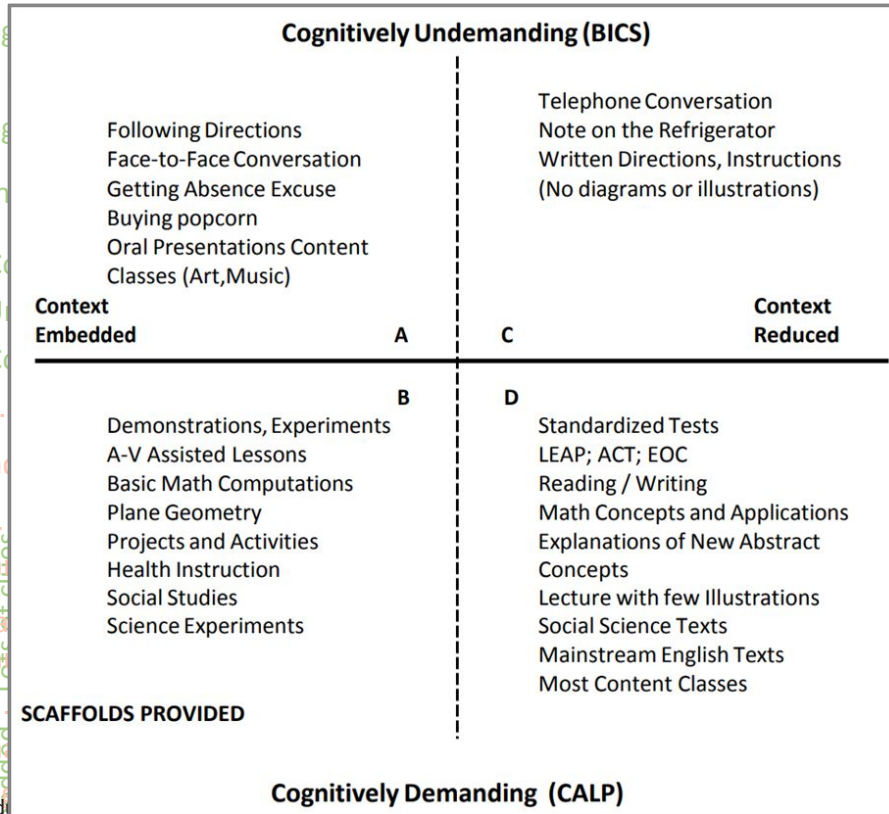 Cognitively Undemanding (BICS)
Following Directions
Face-to-Face Conversation
Getting Absence Excuse
Buying popcorn
Oral Presentations Content
Classes (Art,Music)
Telephone Conversation
Note on the Refrigerator
Written Directions, Instructions
(No diagrams or illustrations)
Context
Embedded
A
C
Context
Reduced
B
D
Demonstrations, Experiments
A-V Assisted Lessons
Basic Math Computations
Plane Geometry
Projects and Activities
Health Instruction
Social Studies
Science Experiments
SCAFFOLDS PROVIDED
Standardized Tests
LEAP; ACT; EOC
Reading / Writing
Math Concepts and Applications
Explanations of New Abstract
Concepts
Lecture with few Illustrations
Social Science Texts
Mainstream English Texts
Most Content Classes
Cognitively Demanding (CALP)